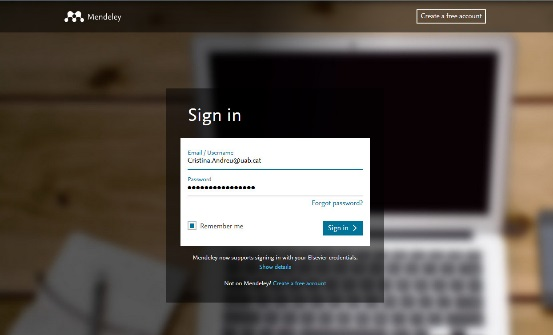 Mendeley
Create a free account
Sign in
Email / Username
Cristina.Andreu@uab.cat
Password
••••••••••••••••
Forgot password?
Remember me
Sign in
Mendeley now supports signing in with your Elsevier credentials.
Show details
Not on Mendeley? Create a free account